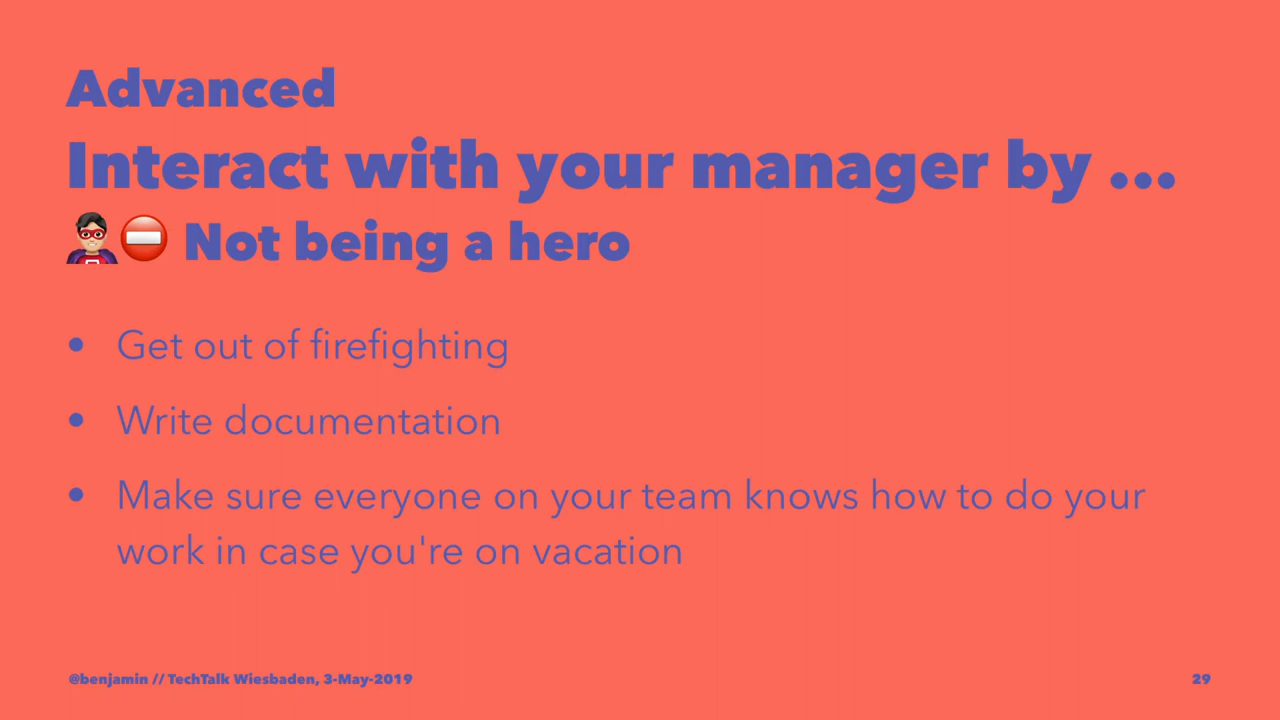 Advanced
Interact with your manager by ...
Not being a hero
• Get out of firefighting
• Write documentation
• Make sure everyone on your team knows how to do your
work in case you're on vacation
@benjamin // TechTalk Wiesbaden, 3-May-2019
29